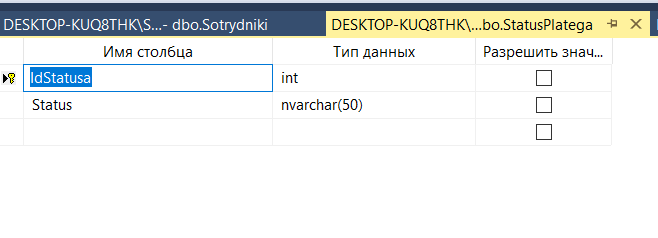 DESKTOP-KUQ8THK\S...- dbo.Sotrydniki DESKTOP-KUQ8THK\...bo.StatusPlatega
Имя столбца Тип данных Разрешить знач...
IdStatusa int
Status nvarchar(50)